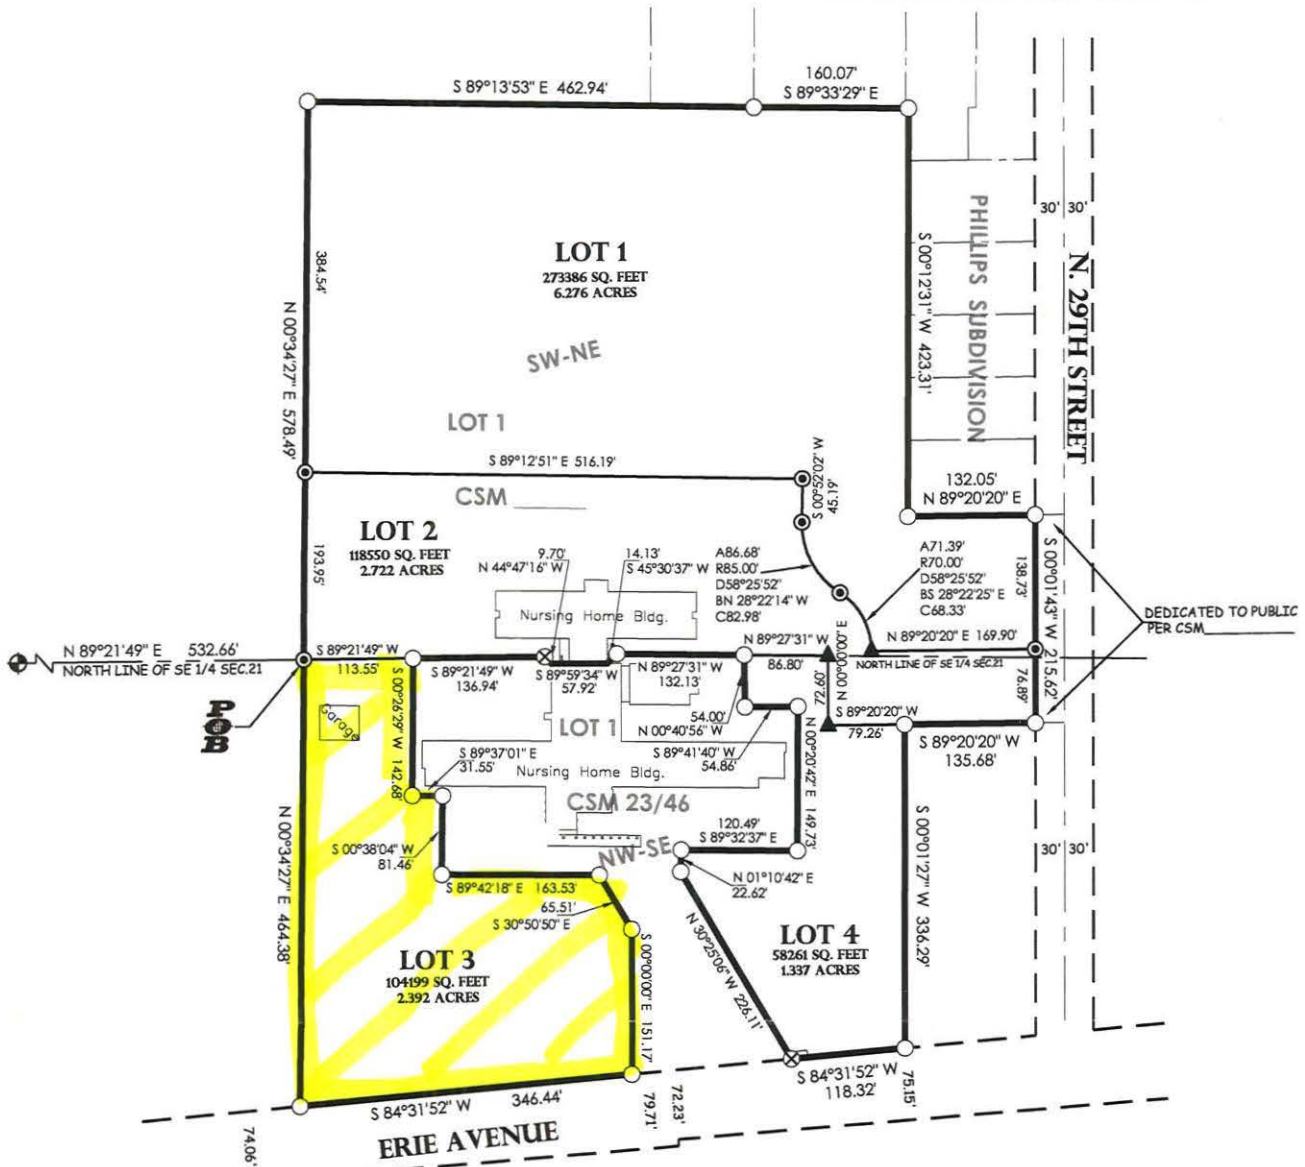 160.07'
S 89°13'53" E 462.94'
S 89°33'29" E
30' 30'
PHILLIPS SUBDIVISION
N. 29TH STREET
LOT 1
273386 SQ. FEET
6.276 ACRES
384.54'
N 00°34'27" E 578.49'
S 00°12'31" W 423.31'
SW-NE
LOT 1
S 89°12'51" E 516.19'
S 00°52'02" W
45.19'
132.05'
N 89°20'20" E
CSM ______
LOT 2
118550 SQ. FEET
2.722 ACRES
193.95'
9.70'
N 44°47'16" W
14.13'
S 45°30'37" W
A86.68'
R85.00'
D58°25'52"
BN 28°22'14" W
C82.98'
A71.39'
R70.00'
D58°25'52"
BS 28°22'25" E
C68.33'
138.73'
S 00°01'43" W 215.62'
DEDICATED TO PUBLIC
PER CSM______
Nursing Home Bldg.
N 89°21'49" E 532.66'
NORTH LINE OF SE 1/4 SEC.21
S 89°21'49" W
113.55'
S 89°21'49" W
136.94'
S 89°59'34" W
57.92'
N 89°27'31" W
132.13'
N 89°27'31" W
86.80'
N 00°00'00" E
72.60'
N 89°20'20" E 169.90'
NORTH LINE OF SE 1/4 SEC.21
76.89'
POB
Garage
S 00°26'29" W 142.68'
LOT 1
54.00'
N 00°40'56" W
S 89°41'40" W
54.86'
S 89°20'20" W
79.26'
S 89°20'20" W
135.68'
S 89°37'01" E
31.55'
Nursing Home Bldg.
CSM 23/46
N 00°20'42" E 149.73'
N 00°34'27" E 464.38'
S 00°38'04" W
81.46'
NW-SE
120.49'
S 89°32'37" E
30' 30'
S 89°42'18" E 163.53'
N 01°10'42" E
22.62'
65.51'
S 30°50'50" E
S 00°01'27" W 336.29'
LOT 3
104199 SQ. FEET
2.392 ACRES
LOT 4
58261 SQ. FEET
1.337 ACRES
S 00°00'00" E 151.17'
N 30°25'06" W 226.11'
S 84°31'52" W 346.44'
S 84°31'52" W
118.32'
75.15'
72.23'
79.71'
74.06'
ERIE AVENUE